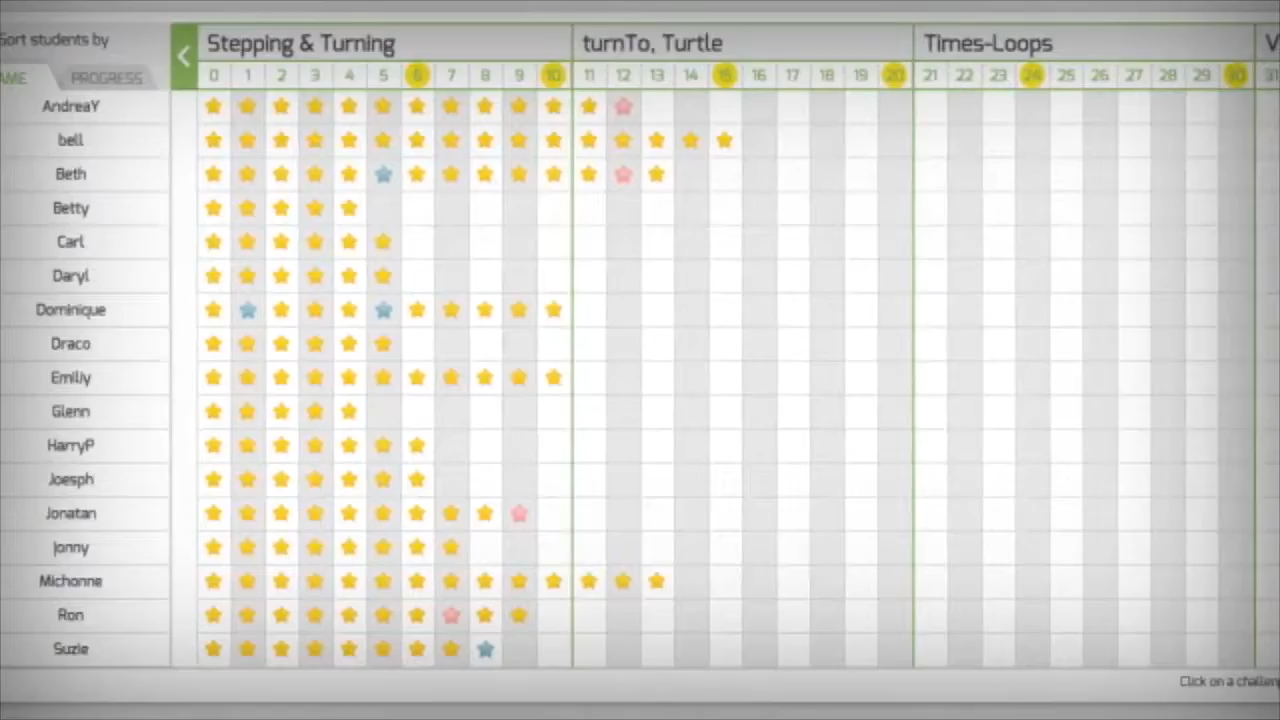 Sort students by
Stepping & Turning
turnTo, Turtle
Times-Loops
PROGRESS
0 1 2 3 4 5 6 7 8 9 10 11 12 13 14 15 16 17 18 19 20 21 22 23 24 25 26 27 28 29 30 31
AndreaY
bell
Beth
Betty
Carl
Daryl
Dominique
Draco
Emilly
Glenn
HarryP
Joesph
Jonatan
Jonny
Michonne
Ron
Suzie
Click on a